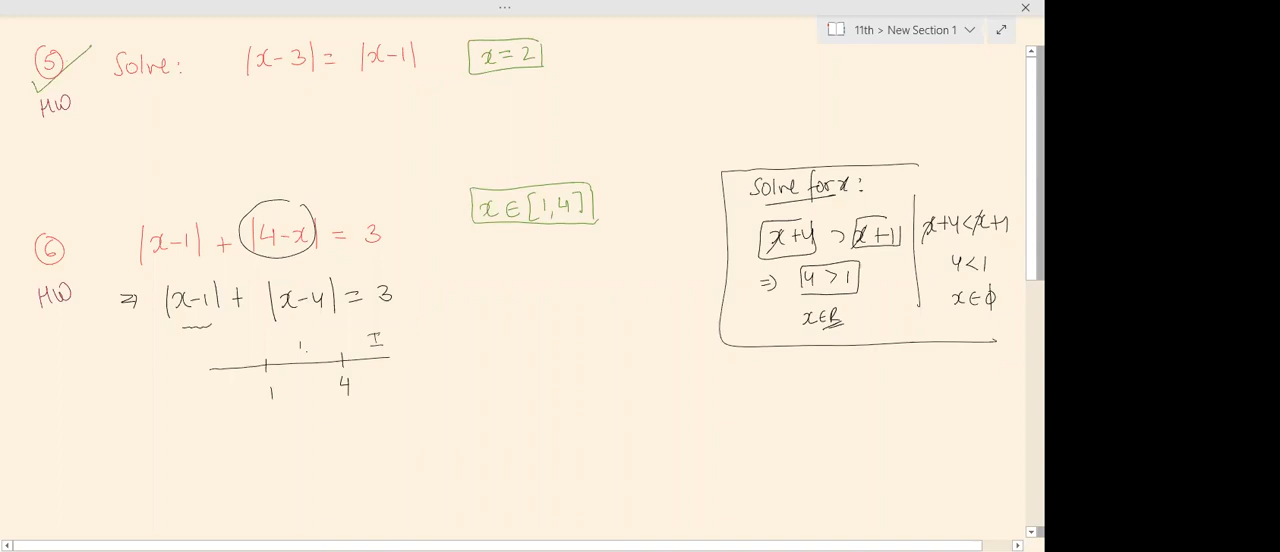 11th > New Section 1
⑤ Solve: |x-3| = |x-1| x=2
HW
x∈[1,4]
⑥ |x-1| + |4-x| = 3
HW ⇒ |x-1| + |x-4| = 3
I
1 4
Solve for x:
x+4 > x+1 | x+4<x+1
⇒ 4>1 4<1
x∈R x∈ϕ